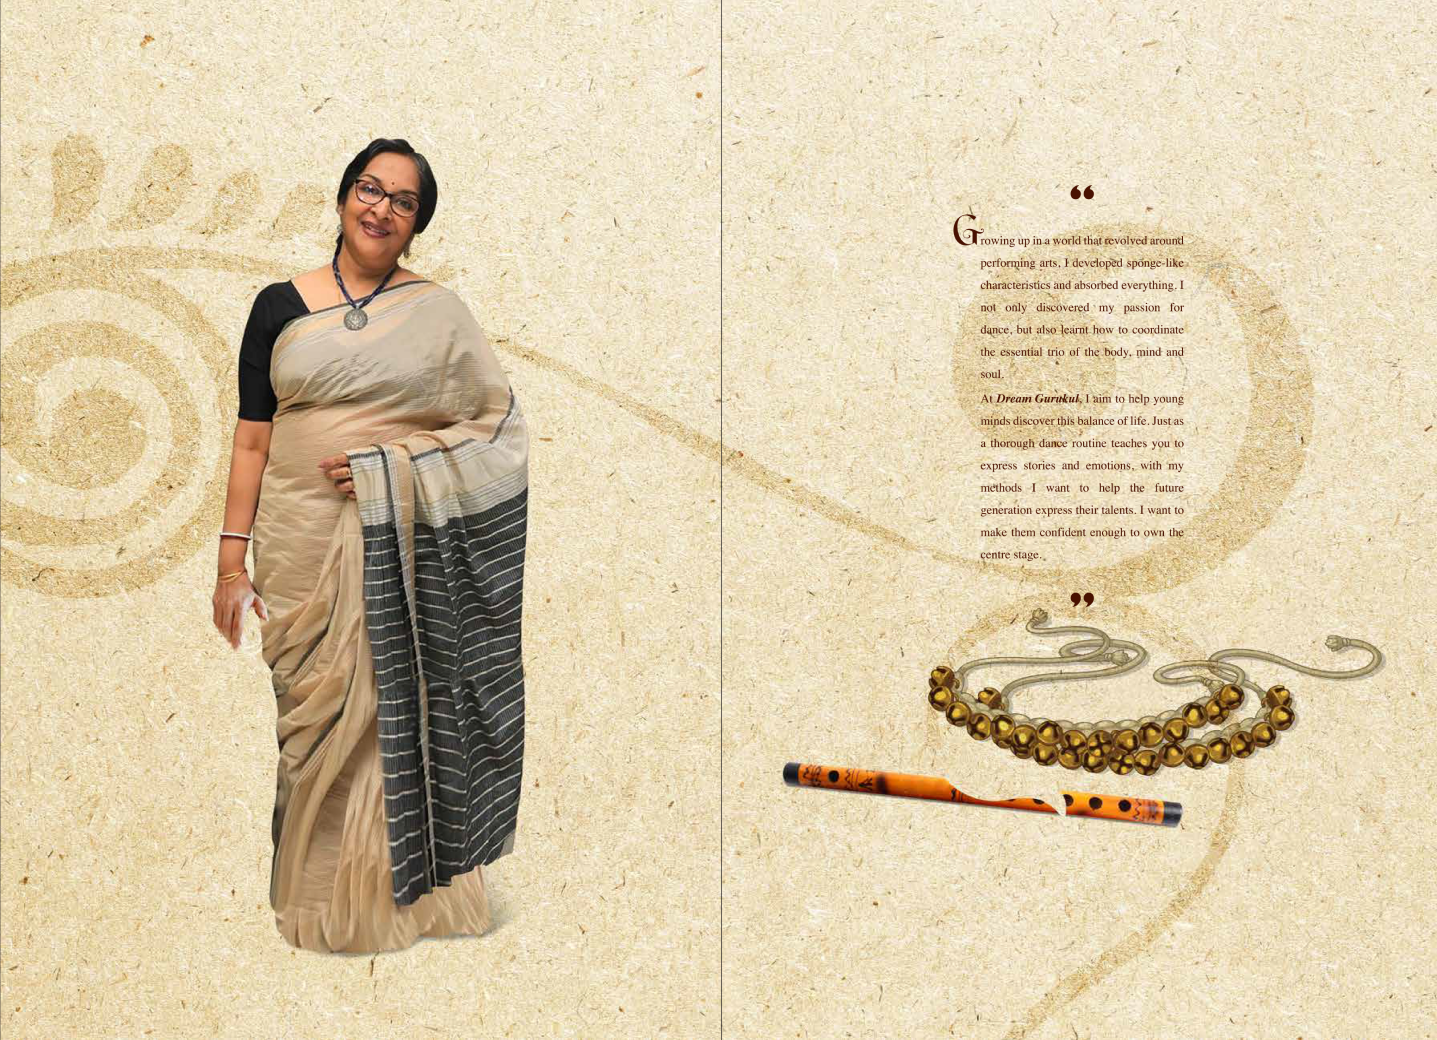 “
Growing up in a world that revolved around
performing arts, I developed sponge-like
characteristics and absorbed everything. I
not only discovered my passion for
dance, but also learnt how to coordinate
the essential trio of the body, mind and
soul.
At Dream Gurukul, I aim to help young
minds discover this balance of life. Just as
a thorough dance routine teaches you to
express stories and emotions, with my
methods I want to help the future
generation express their talents. I want to
make them confident enough to own the
centre stage.
”